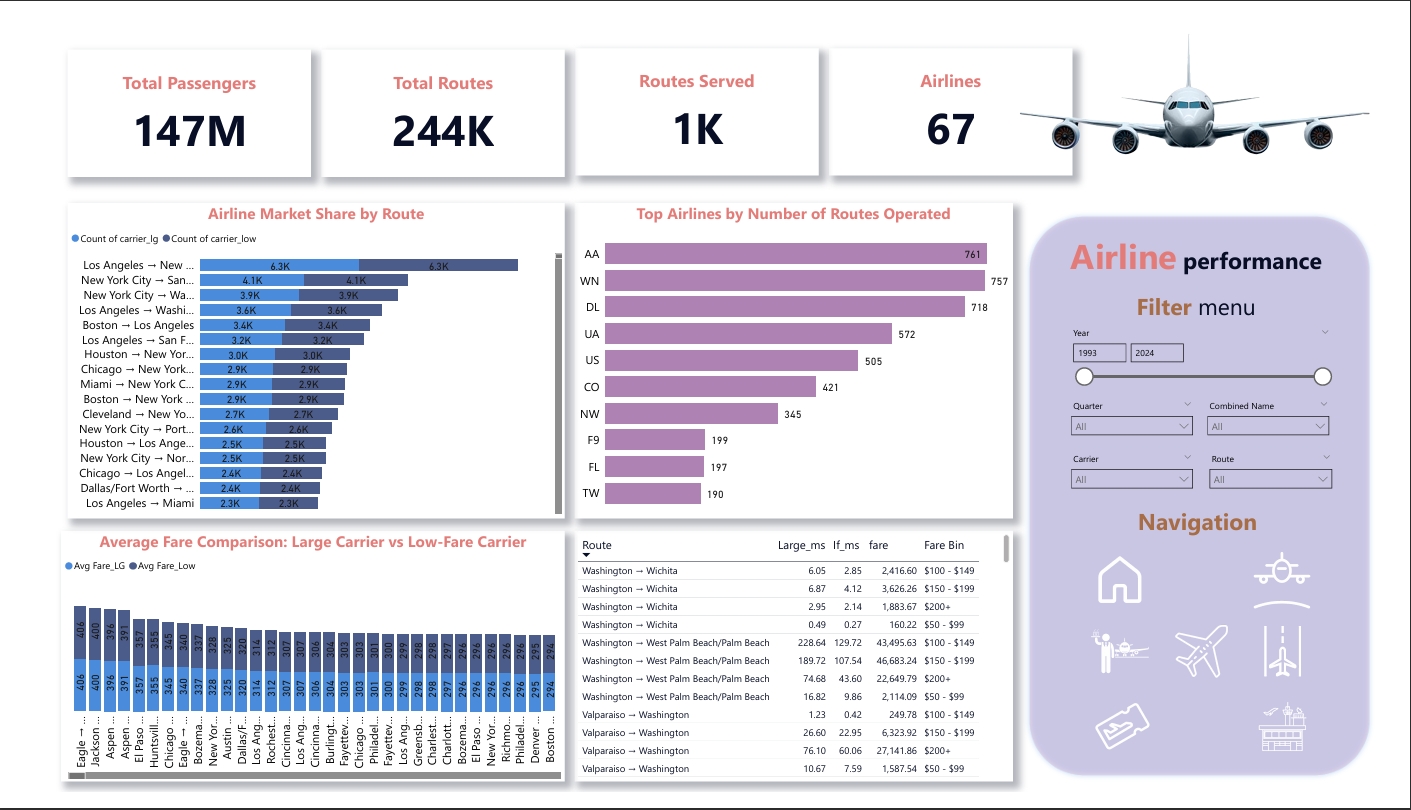 Total Passengers
147M
Total Routes
244K
Routes Served
1K
Airlines
67
Airline Market Share by Route
Count of carrier_lg Count of carrier_low
Los Angeles → New ... 6.3K 6.3K
New York City → San... 4.1K 4.1K
New York City → Wa... 3.9K 3.9K
Los Angeles → Washi... 3.6K 3.6K
Boston → Los Angeles 3.4K 3.4K
Los Angeles → San F... 3.2K 3.2K
Houston → New Yor... 3.0K 3.0K
Chicago → New York... 2.9K 2.9K
Miami → New York C... 2.9K 2.9K
Boston → New York ... 2.9K 2.9K
Cleveland → New Yo... 2.7K 2.7K
New York City → Port... 2.6K 2.6K
Houston → Los Ange... 2.5K 2.5K
New York City → Nor... 2.5K 2.5K
Chicago → Los Angel... 2.4K 2.4K
Dallas/Fort Worth → ... 2.4K 2.4K
Los Angeles → Miami 2.3K 2.3K
Top Airlines by Number of Routes Operated
AA 761
WN 757
DL 718
UA 572
US 505
CO 421
NW 345
F9 199
FL 197
TW 190
Airline performance
Filter menu
Year
1993 2024
Quarter Combined Name
All All
Carrier Route
All All
Navigation
Average Fare Comparison: Large Carrier vs Low-Fare Carrier
Avg Fare_LG Avg Fare_Low
406 400 396 391 357 355 345 340 337 328 325 320 314 312 307 307 306 304 303 303 301 300 299 298 298 297 296 296 296 296 296 295 294
406 400 396 391 357 355 345 340 337 328 325 320 314 312 307 307 306 304 303 303 301 300 299 298 298 297 296 296 296 296 296 295 294
Eagle → ...
Jackson ...
Aspen ...
Aspen ...
El Paso ...
Huntsvill...
Chicago ...
Eagle → ...
Bozema...
New Yor...
Austin ...
Dallas/F...
Los Ang...
Rochest...
Cincinna...
Los Ang...
Cincinna...
Burlingt...
Fayettev...
Chicago ...
Philadel...
Fayettev...
Los Ang...
Greensb...
Charlest...
Charlott...
Bozema...
El Paso ...
New Yor...
Richmo...
Philadel...
Denver ...
Boston ...
Route Large_ms lf_ms fare Fare Bin
Washington → Wichita 6.05 2.85 2,416.60 $100 - $149
Washington → Wichita 6.87 4.12 3,626.26 $150 - $199
Washington → Wichita 2.95 2.14 1,883.67 $200+
Washington → Wichita 0.49 0.27 160.22 $50 - $99
Washington → West Palm Beach/Palm Beach 228.64 129.72 43,495.63 $100 - $149
Washington → West Palm Beach/Palm Beach 189.72 107.54 46,683.24 $150 - $199
Washington → West Palm Beach/Palm Beach 74.68 43.60 22,649.79 $200+
Washington → West Palm Beach/Palm Beach 16.82 9.86 2,114.09 $50 - $99
Valparaiso → Washington 1.23 0.42 249.78 $100 - $149
Valparaiso → Washington 26.60 22.95 6,323.92 $150 - $199
Valparaiso → Washington 76.10 60.06 27,141.86 $200+
Valparaiso → Washington 10.67 7.59 1,587.54 $50 - $99